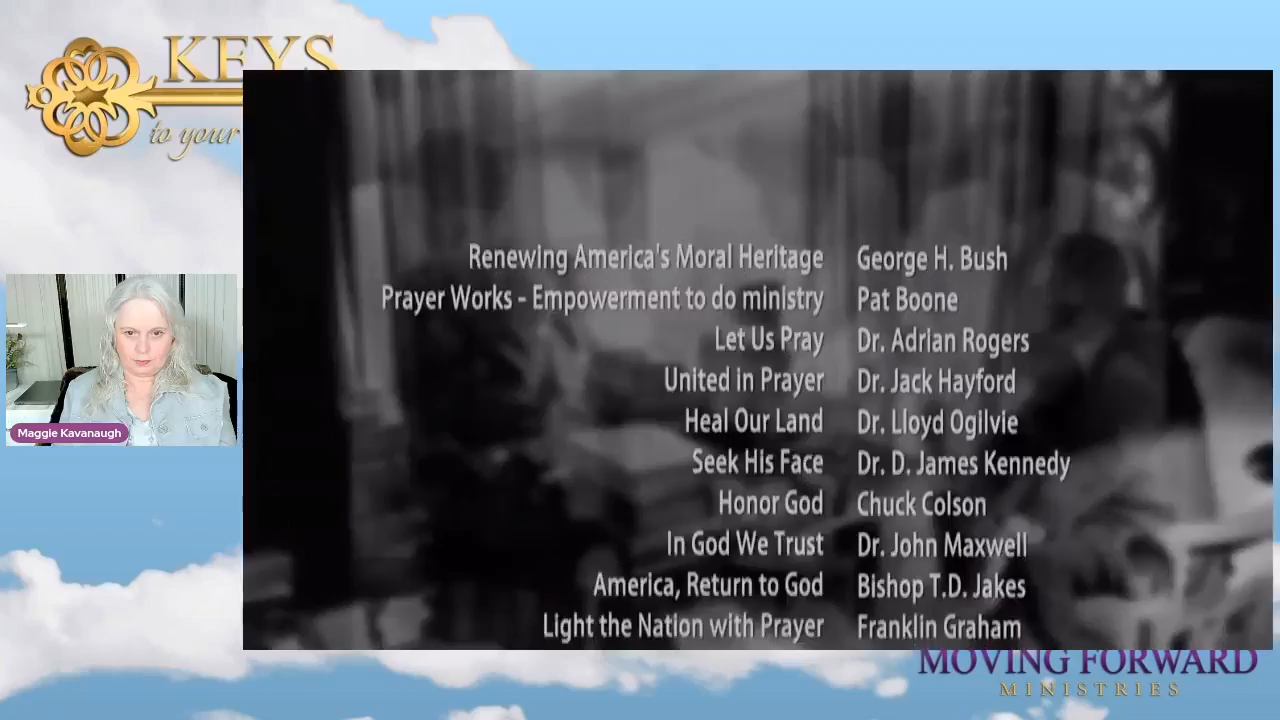 KEYS
to your
Renewing America's Moral Heritage George H. Bush
Prayer Works - Empowerment to do ministry Pat Boone
Let Us Pray Dr. Adrian Rogers
United in Prayer Dr. Jack Hayford
Heal Our Land Dr. Lloyd Ogilvie
Seek His Face Dr. D. James Kennedy
Honor God Chuck Colson
In God We Trust Dr. John Maxwell
America, Return to God Bishop T.D. Jakes
Light the Nation with Prayer Franklin Graham
Maggie Kavanaugh
MOVING FORWARD
MINISTRIES